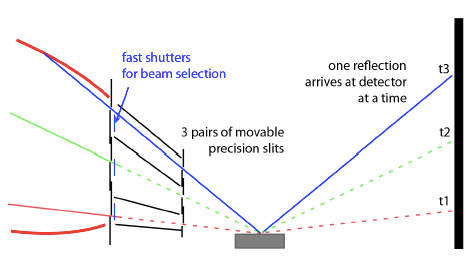 fast shutters
for beam selection
one reflection
arrives at detector
at a time
t3
3 pairs of movable
precision slits
t2
t1